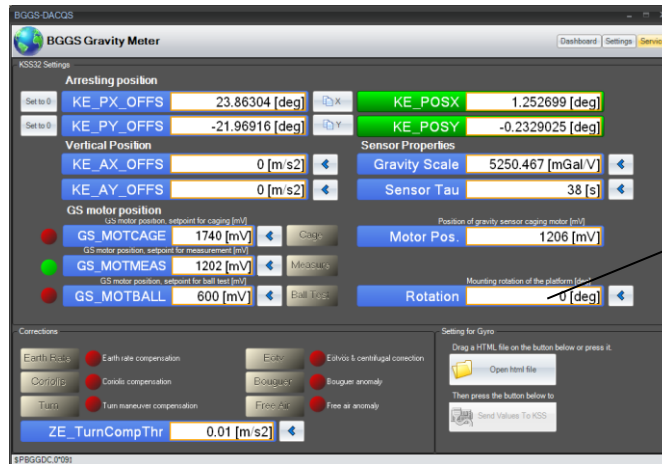 BGGS-DACQS
BGGS Gravity Meter
Dashboard Settings Servic
KSS32 Settings
Arresting position
Set to 0 KE_PX_OFFS 23.86304 [deg] X KE_POSX 1.252699 [deg]
Set to 0 KE_PY_OFFS -21.96916 [deg] Y KE_POSY -0.2329025 [deg]
Vertical Position Sensor Properties
KE_AX_OFFS 0 [m/s2] Gravity Scale 5250.467 [mGal/V]
KE_AY_OFFS 0 [m/s2] Sensor Tau 38 [s]
GS motor position
GS motor position, setpoint for caging [mV] Position of gravity sensor caging motor [mV]
GS_MOTCAGE 1740 [mV] Cage Motor Pos. 1206 [mV]
GS motor position, setpoint for measurement [mV]
GS_MOTMEAS 1202 [mV] Measure
GS motor position, setpoint for ball test [mV] Mounting rotation of the platform [deg]
GS_MOTBALL 600 [mV] Ball Test Rotation 0 [deg]
Corrections Setting for Gyro
Drag a HTML file on the button below or press it.
Earth Rate Earth rate compensation Eotv Eötvös & centrifugal correction
Open html file
Coriolis Coriolis compensation Bouguer Bouguer anomaly
Then press the button below to
Turn Turn maneuver compensation Free Air Free air anomaly
Send Values To KSS
ZE_TurnCompThr 0.01 [m/s2]
$PBGGDC,0*091